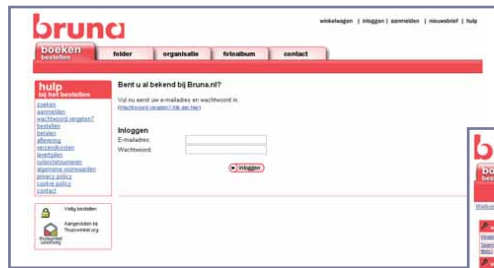 bruna
winkelwagen | inloggen | aanmelden | nieuwsbrief | hulp
boeken
bestellen
folder
organisatie
fotoalbum
contact
hulp
bij het bestellen
zoeken
aanmelden
wachtwoord vergeten?
bestellen
betalen
aflevering
verzendkosten
levertijden
ruilen/retourneren
algemene voorwaarden
privacy policy
cookie policy
contact
Veilig bestellen
Aangesloten bij
Thuiswinkel.org
Bent u al bekend bij Bruna.nl?
Vul nu eerst uw e-mailadres en wachtwoord in.
(Wachtwoord vergeten? Klik dan hier)
Inloggen
E-mailadres:
Wachtwoord:
inloggen
b
bo
best
Welkom